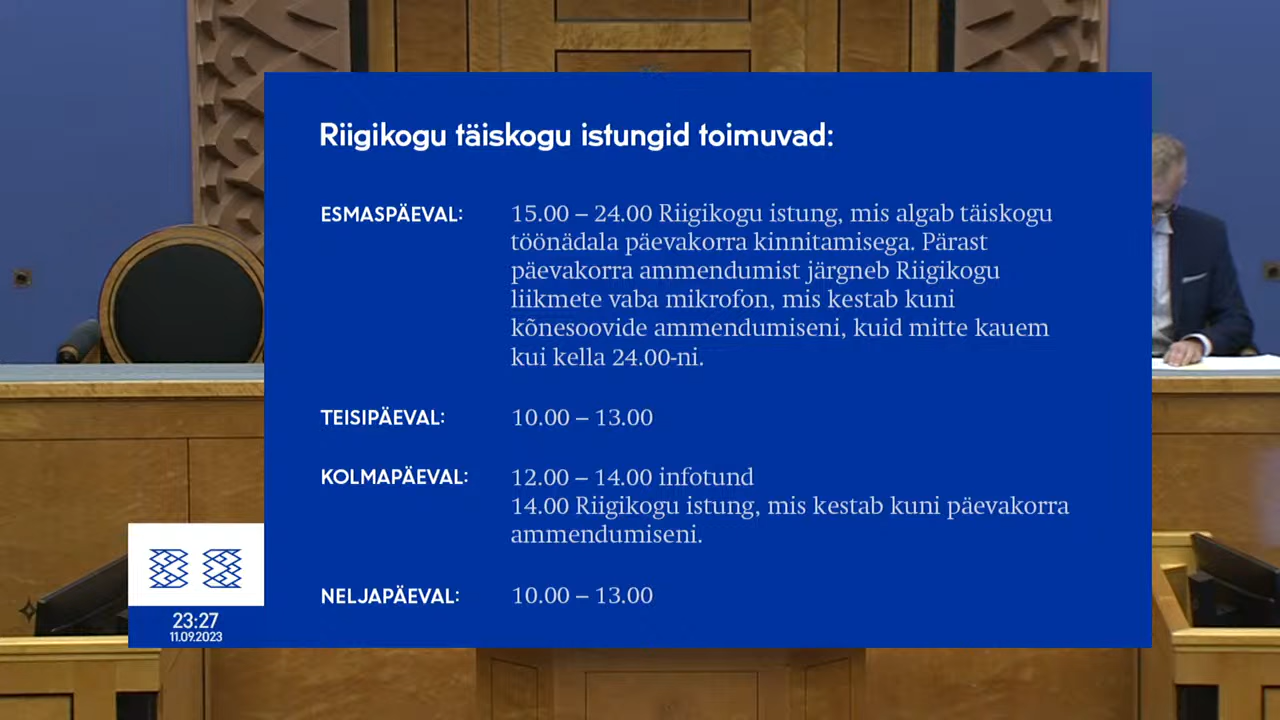 Riigikogu täiskogu istungid toimuvad:
ESMASPÄEVAL: 15.00 – 24.00 Riigikogu istung, mis algab täiskogu
töönädala päevakorra kinnitamisega. Pärast
päevakorra ammendumist järgneb Riigikogu
liikmete vaba mikrofon, mis kestab kuni
kõnesoovide ammendumiseni, kuid mitte kauem
kui kella 24.00-ni.
TEISIPÄEVAL: 10.00 – 13.00
KOLMAPÄEVAL: 12.00 – 14.00 infotund
14.00 Riigikogu istung, mis kestab kuni päevakorra
ammendumiseni.
NELJAPÄEVAL: 10.00 – 13.00
23:27
11.09.2023